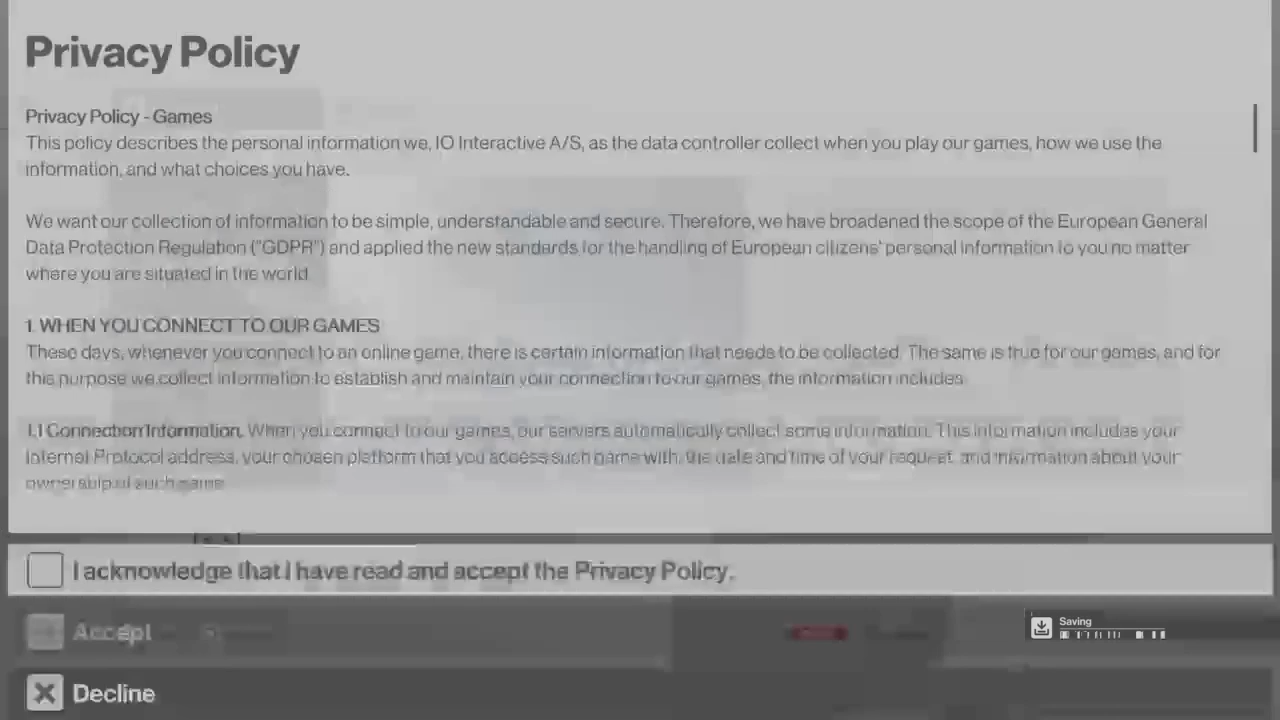 Privacy Policy
Privacy Policy - Games
This policy describes the personal information we, IO Interactive A/S, as the data controller collect when you play our games, how we use the
information, and what choices you have.
We want our collection of information to be simple, understandable and secure. Therefore, we have broadened the scope of the European General
Data Protection Regulation ("GDPR") and applied the new standards for the handling of European citizens' personal information to you no matter
where you are situated in the world.
1. WHEN YOU CONNECT TO OUR GAMES
These days, whenever you connect to an online game, there is certain information that needs to be collected. The same is true for our games, and for
this purpose we collect information to establish and maintain your connection to our games, the information includes:
1.1 Connection Information. When you connect to our games, our servers automatically collect some information. This information includes your
Internet Protocol address, your chosen platform that you access such game with, the date and time of your request, and information about your
ownership of such game.
I acknowledge that I have read and accept the Privacy Policy.
Accept
Saving
Decline